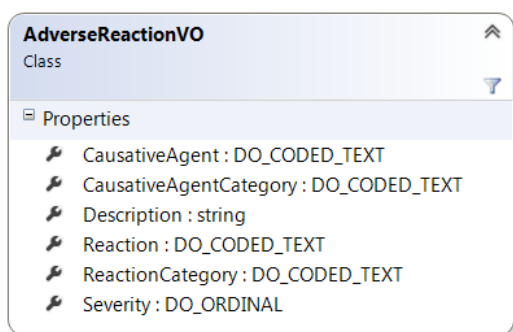 AdverseReactionVO
Class
Properties
CausativeAgent : DO_CODED_TEXT
CausativeAgentCategory : DO_CODED_TEXT
Description : string
Reaction : DO_CODED_TEXT
ReactionCategory : DO_CODED_TEXT
Severity : DO_ORDINAL